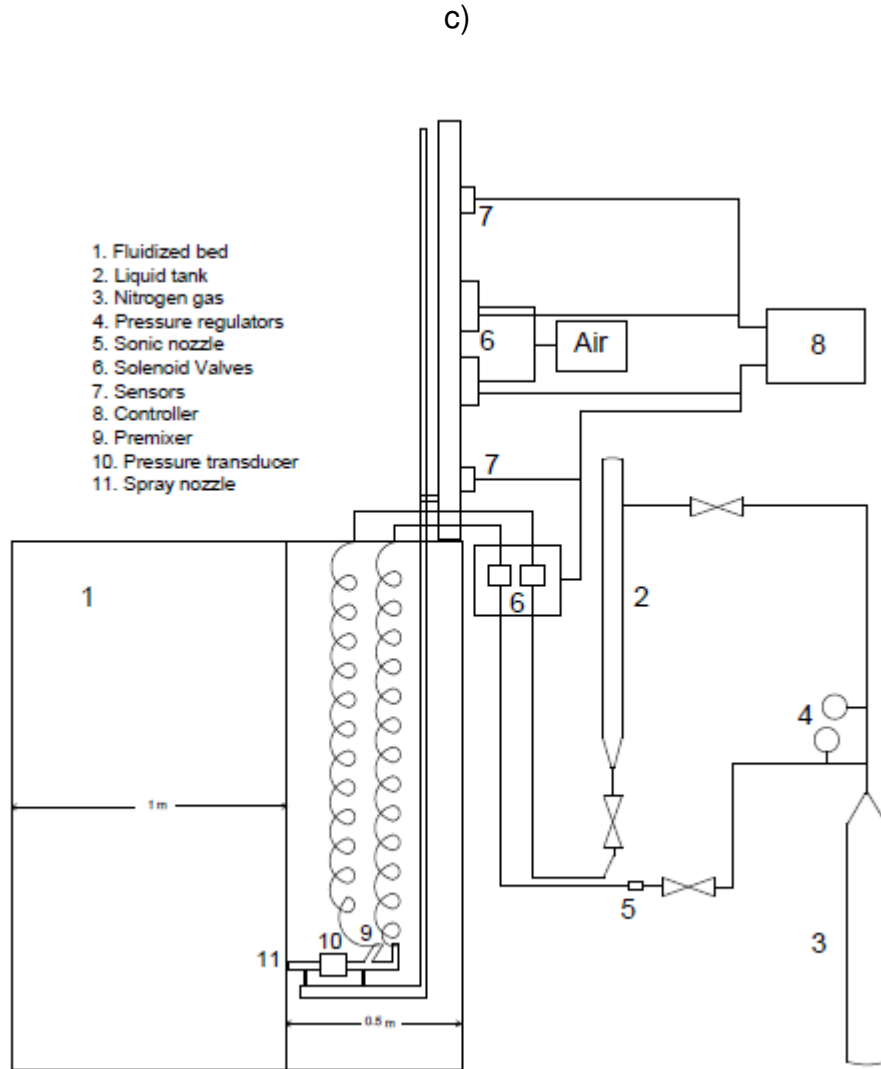 c)
1. Fluidized bed
2. Liquid tank
3. Nitrogen gas
4. Pressure regulators
5. Sonic nozzle
6. Solenoid Valves
7. Sensors
8. Controller
9. Premixer
10. Pressure transducer
11. Spray nozzle
7
6
Air
8
7
1
6
2
4
1 m
5
3
10
9
11
0.5 m